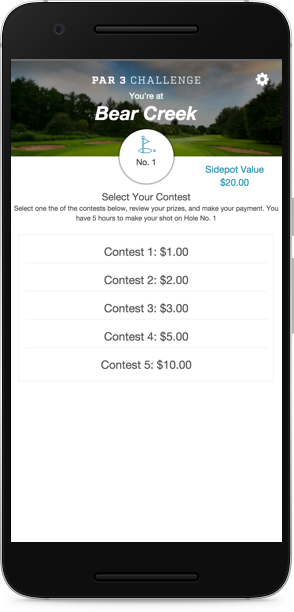 PAR 3 CHALLENGE
You're at
Bear Creek
No. 1
Sidepot Value
$20.00
Select Your Contest
Select one the of the contests below, review your prizes, and make your payment. You
have 5 hours to make your shot on Hole No. 1
Contest 1: $1.00
Contest 2: $2.00
Contest 3: $3.00
Contest 4: $5.00
Contest 5: $10.00